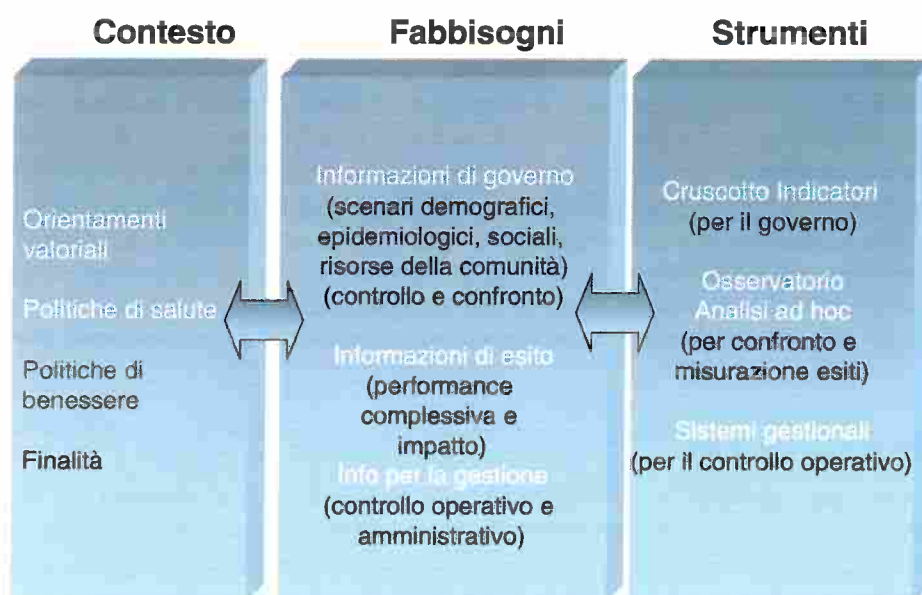 Contesto
Fabbisogni
Strumenti
Orientamenti
valoriali
Politiche di salute
Politiche di
benessere
Finalità
Informazioni di governo
(scenari demografici,
epidemiologici, sociali,
risorse della comunità)
(controllo e confronto)
Informazioni di esito
(performance
complessiva e
impatto)
Info per la gestione
(controllo operativo e
amministrativo)
Cruscotto Indicatori
(per il governo)
Osservatorio
Analisi ad hoc
(per confronto e
misurazione esiti)
Sistemi gestionali
(per il controllo operativo)